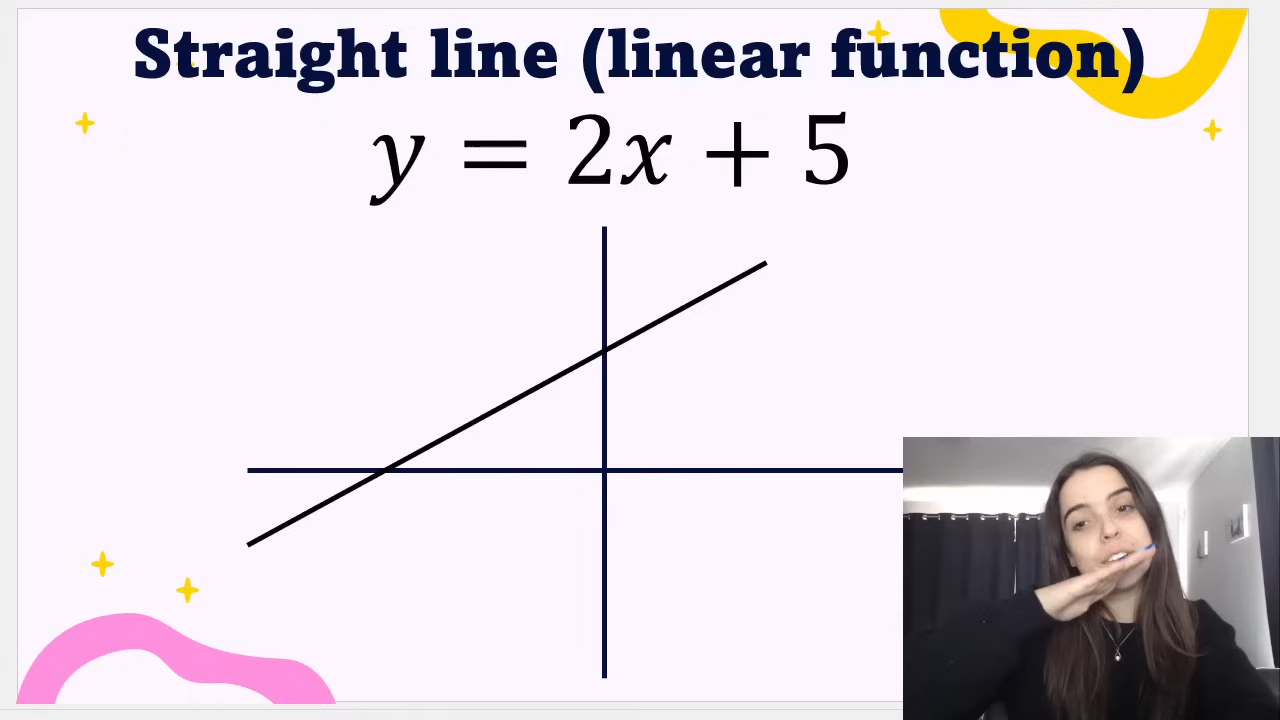 Straight line (linear function)
y = 2x + 5